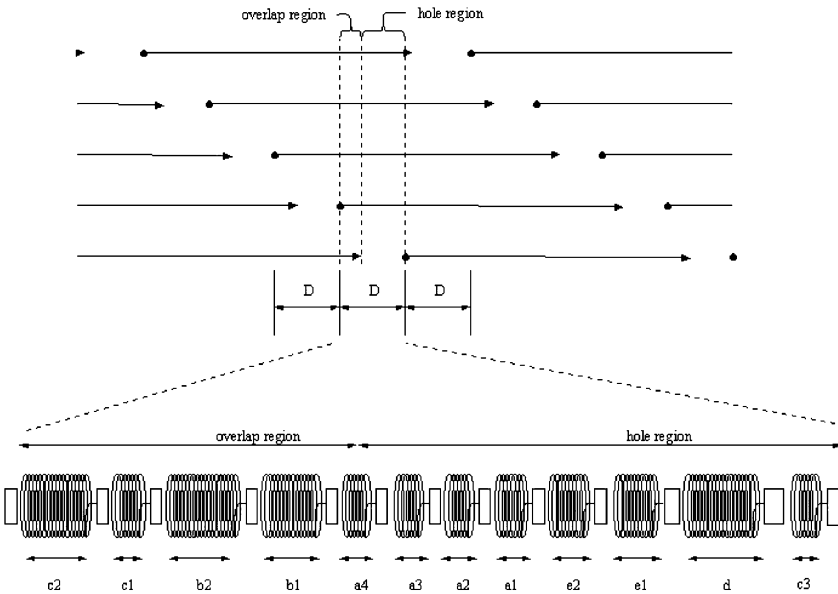 overlap region
hole region
D D D
overlap region hole region
c2 c1 b2 b1 a4 a3 a2 a1 e2 e1 d c3